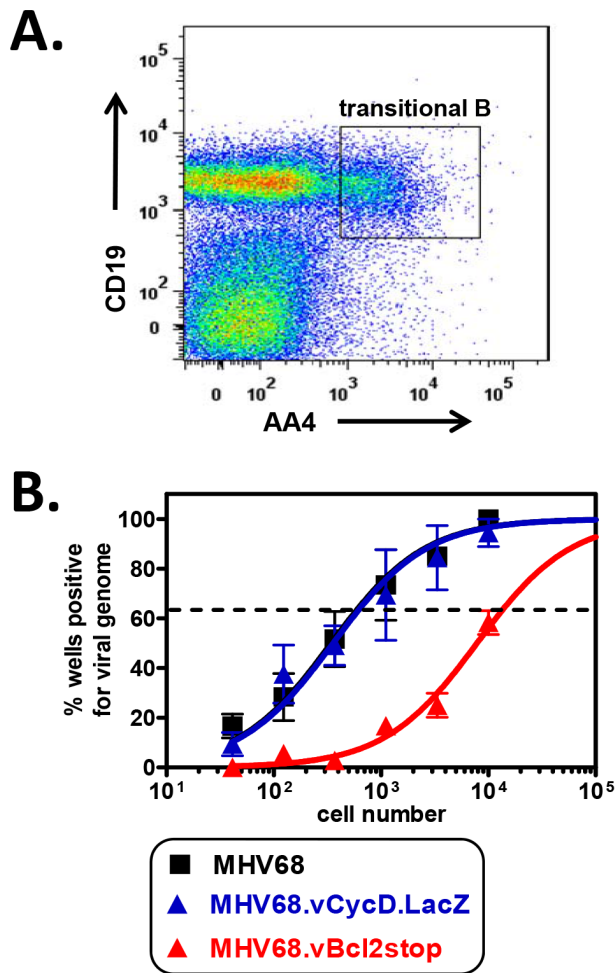 A.
10^5
10^4
10^3
10^2
0
CD19
transitional B
0 10^2 10^3 10^4 10^5
AA4
B.
100
80
60
40
20
0
% wells positive
for viral genome
10^1 10^2 10^3 10^4 10^5
cell number
MHV68
MHV68.vCycD.LacZ
MHV68.vBcl2stop